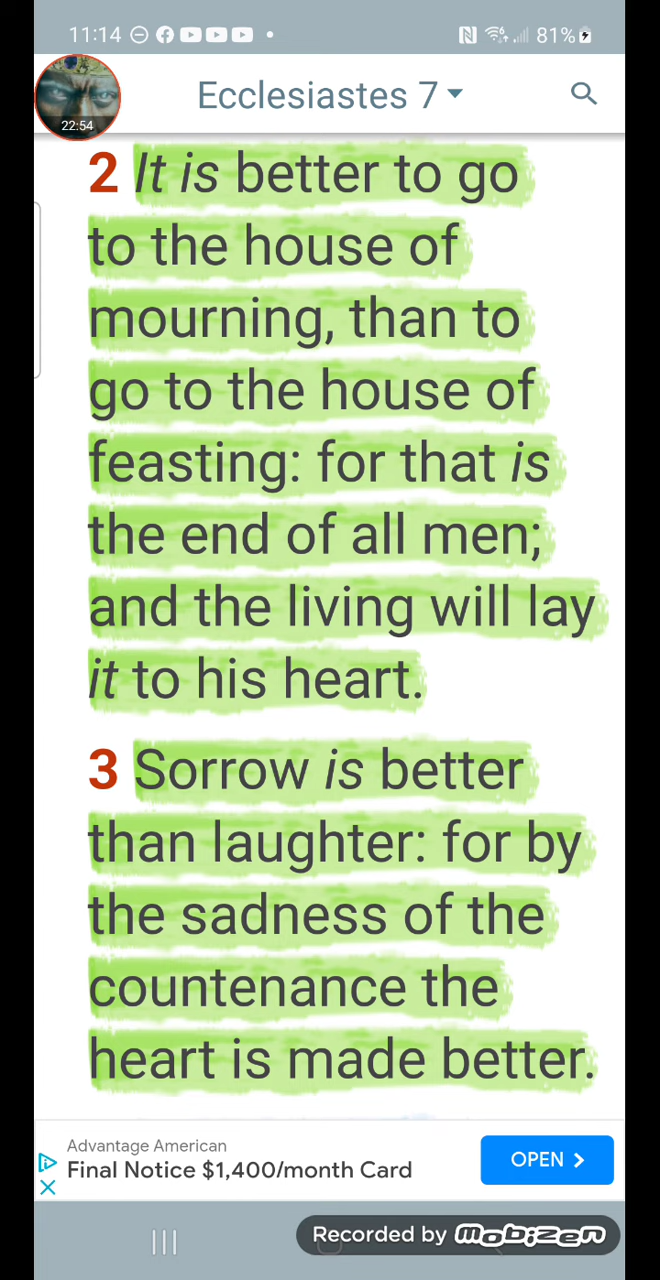 11:14 81%
22:54
Ecclesiastes 7
2 It is better to go
to the house of
mourning, than to
go to the house of
feasting: for that is
the end of all men;
and the living will lay
it to his heart.
3 Sorrow is better
than laughter: for by
the sadness of the
countenance the
heart is made better.
Advantage American
Final Notice $1,400/month Card
OPEN
Recorded by mobizen